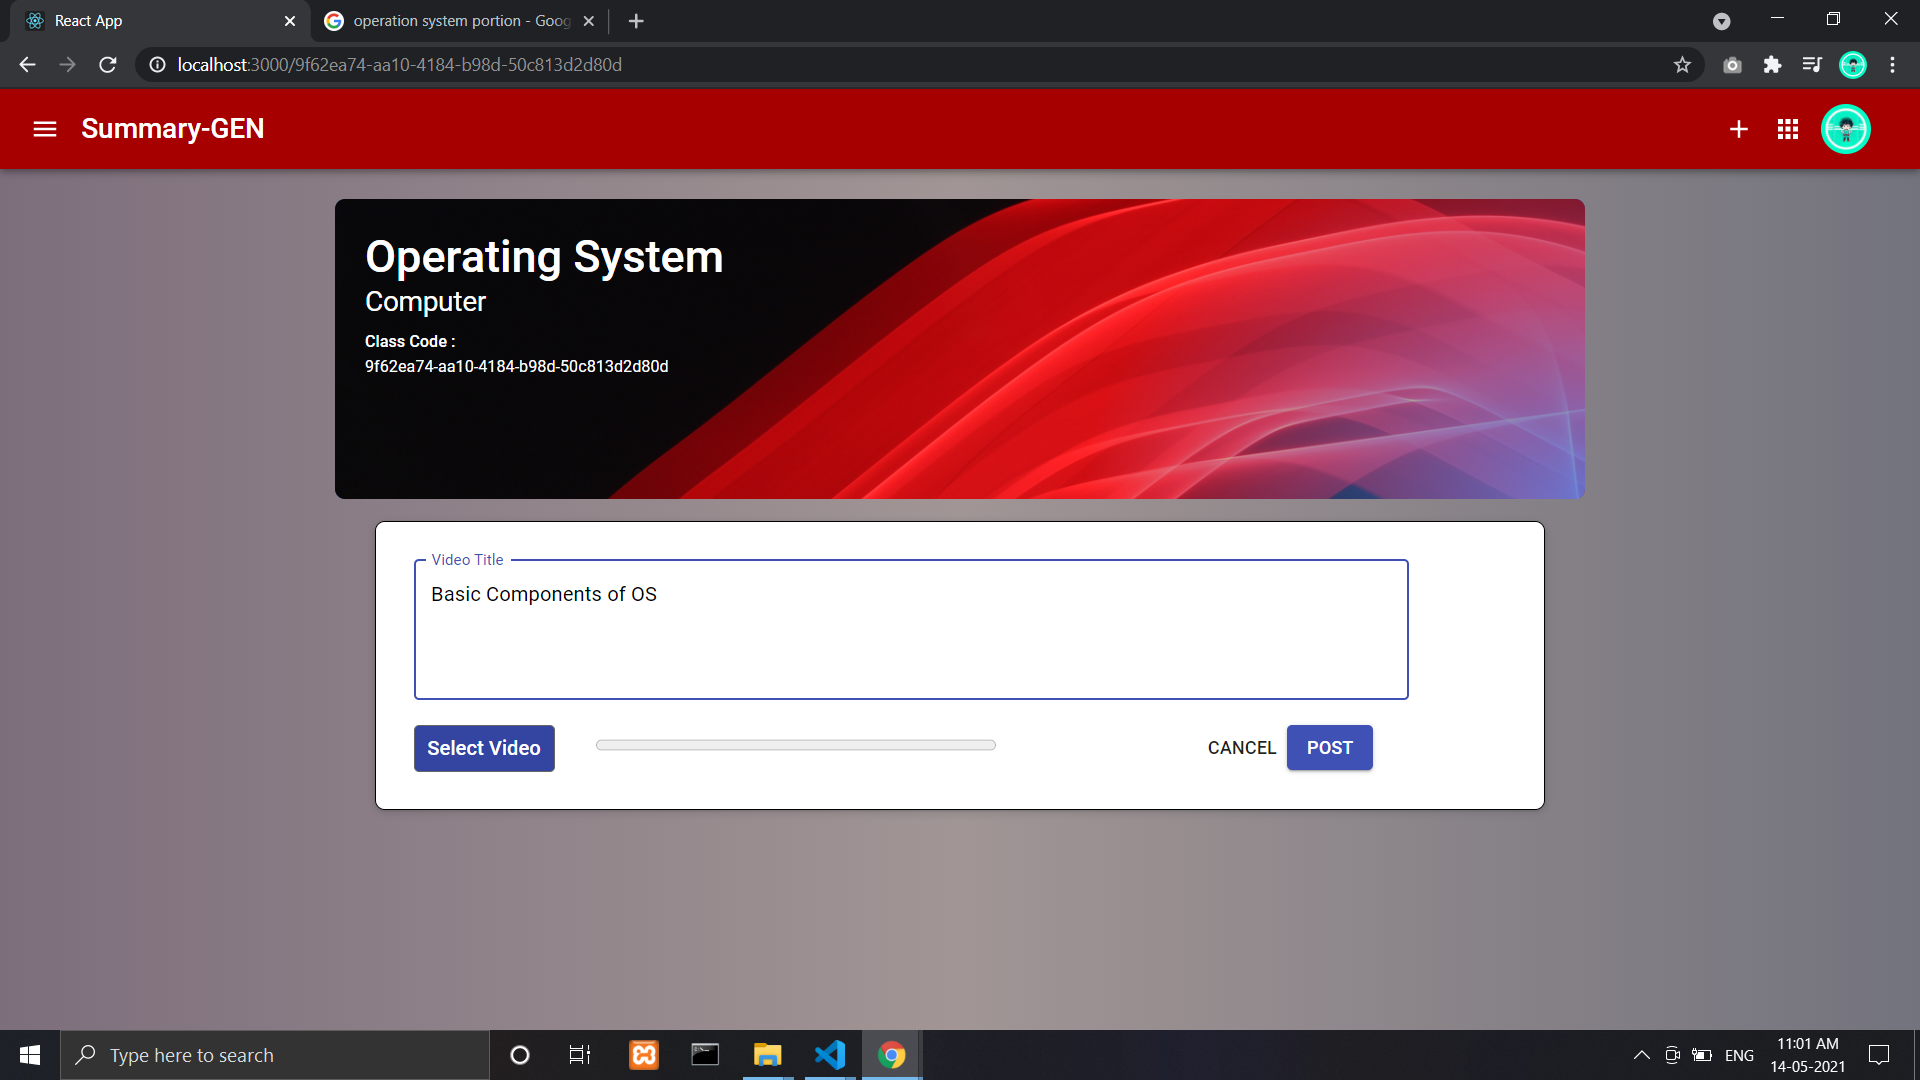 React App
operation system portion - Goog
localhost:3000/9f62ea74-aa10-4184-b98d-50c813d2d80d
Summary-GEN
Operating System
Computer
Class Code :
9f62ea74-aa10-4184-b98d-50c813d2d80d
Video Title
Basic Components of OS
Select Video
CANCEL
POST
Type here to search
ENG
11:01 AM
14-05-2021